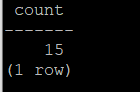 count
-------
15
(1 row)